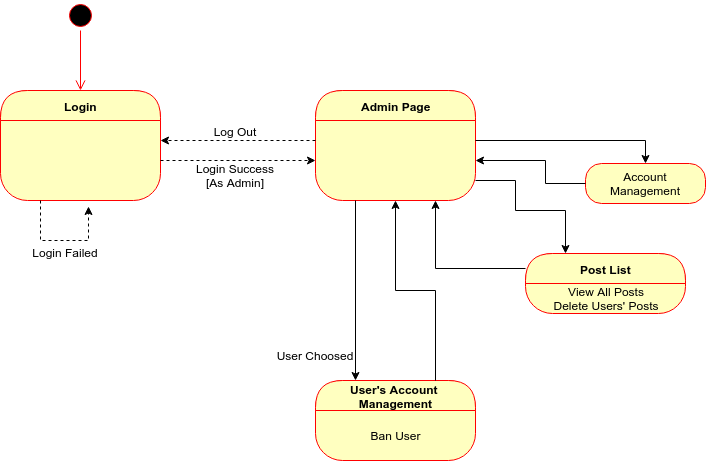 Login
Admin Page
Log Out
Login Success
[As Admin]
Account
Management
Login Failed
Post List
View All Posts
Delete Users' Posts
User Choosed
User's Account
Management
Ban User